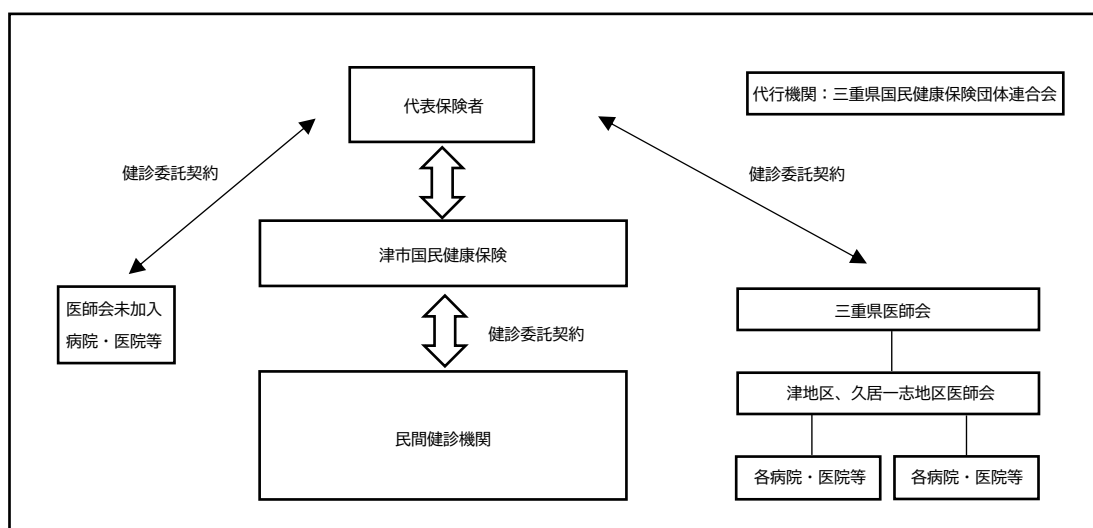 代表保険者
代行機関：三重県国民健康保険団体連合会
健診委託契約
健診委託契約
津市国民健康保険
医師会未加入
病院・医院等
健診委託契約
三重県医師会
津地区、久居一志地区医師会
民間健診機関
各病院・医院等
各病院・医院等